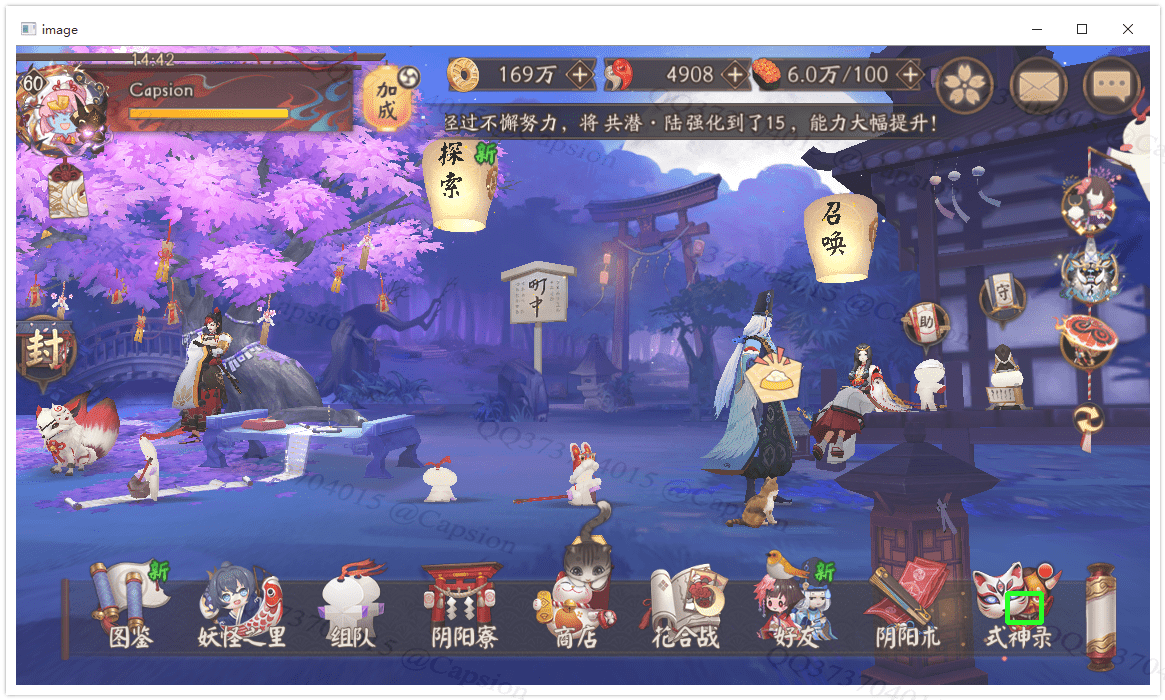 image
14:42
60
Capsion
加成
169万
4908
6.0万/100
经过不懈努力，将 共潜·陆强化到了15，能力大幅提升！
探索
新
召唤
町中
守
助
封
新
新
图鉴
妖怪之里
组队
阴阳寮
商店
花合战
好友
阴阳术
式神录
QQ373704015 @Capsion